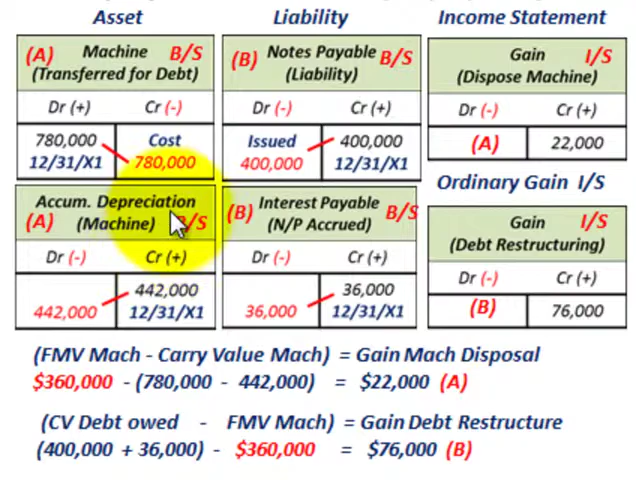 Asset
Liability
Income Statement
(A) Machine B/S
(Transferred for Debt)
Dr (+) Cr (-)
780,000 Cost
12/31/X1 780,000
(B) Notes Payable B/S
(Liability)
Dr (-) Cr (+)
Issued 400,000
400,000 12/31/X1
Gain I/S
(Dispose Machine)
Dr (-) Cr (+)
(A) 22,000
Accum. Depreciation
(A) (Machine) B/S
Dr (-) Cr (+)
442,000
442,000 12/31/X1
(B) Interest Payable B/S
(N/P Accrued)
Dr (-) Cr (+)
36,000
36,000 12/31/X1
Ordinary Gain I/S
Gain I/S
(Debt Restructuring)
Dr (-) Cr (+)
(B) 76,000
(FMV Mach - Carry Value Mach) = Gain Mach Disposal
$360,000 - (780,000 - 442,000) = $22,000 (A)
(CV Debt owed - FMV Mach) = Gain Debt Restructure
(400,000 + 36,000) - $360,000 = $76,000 (B)